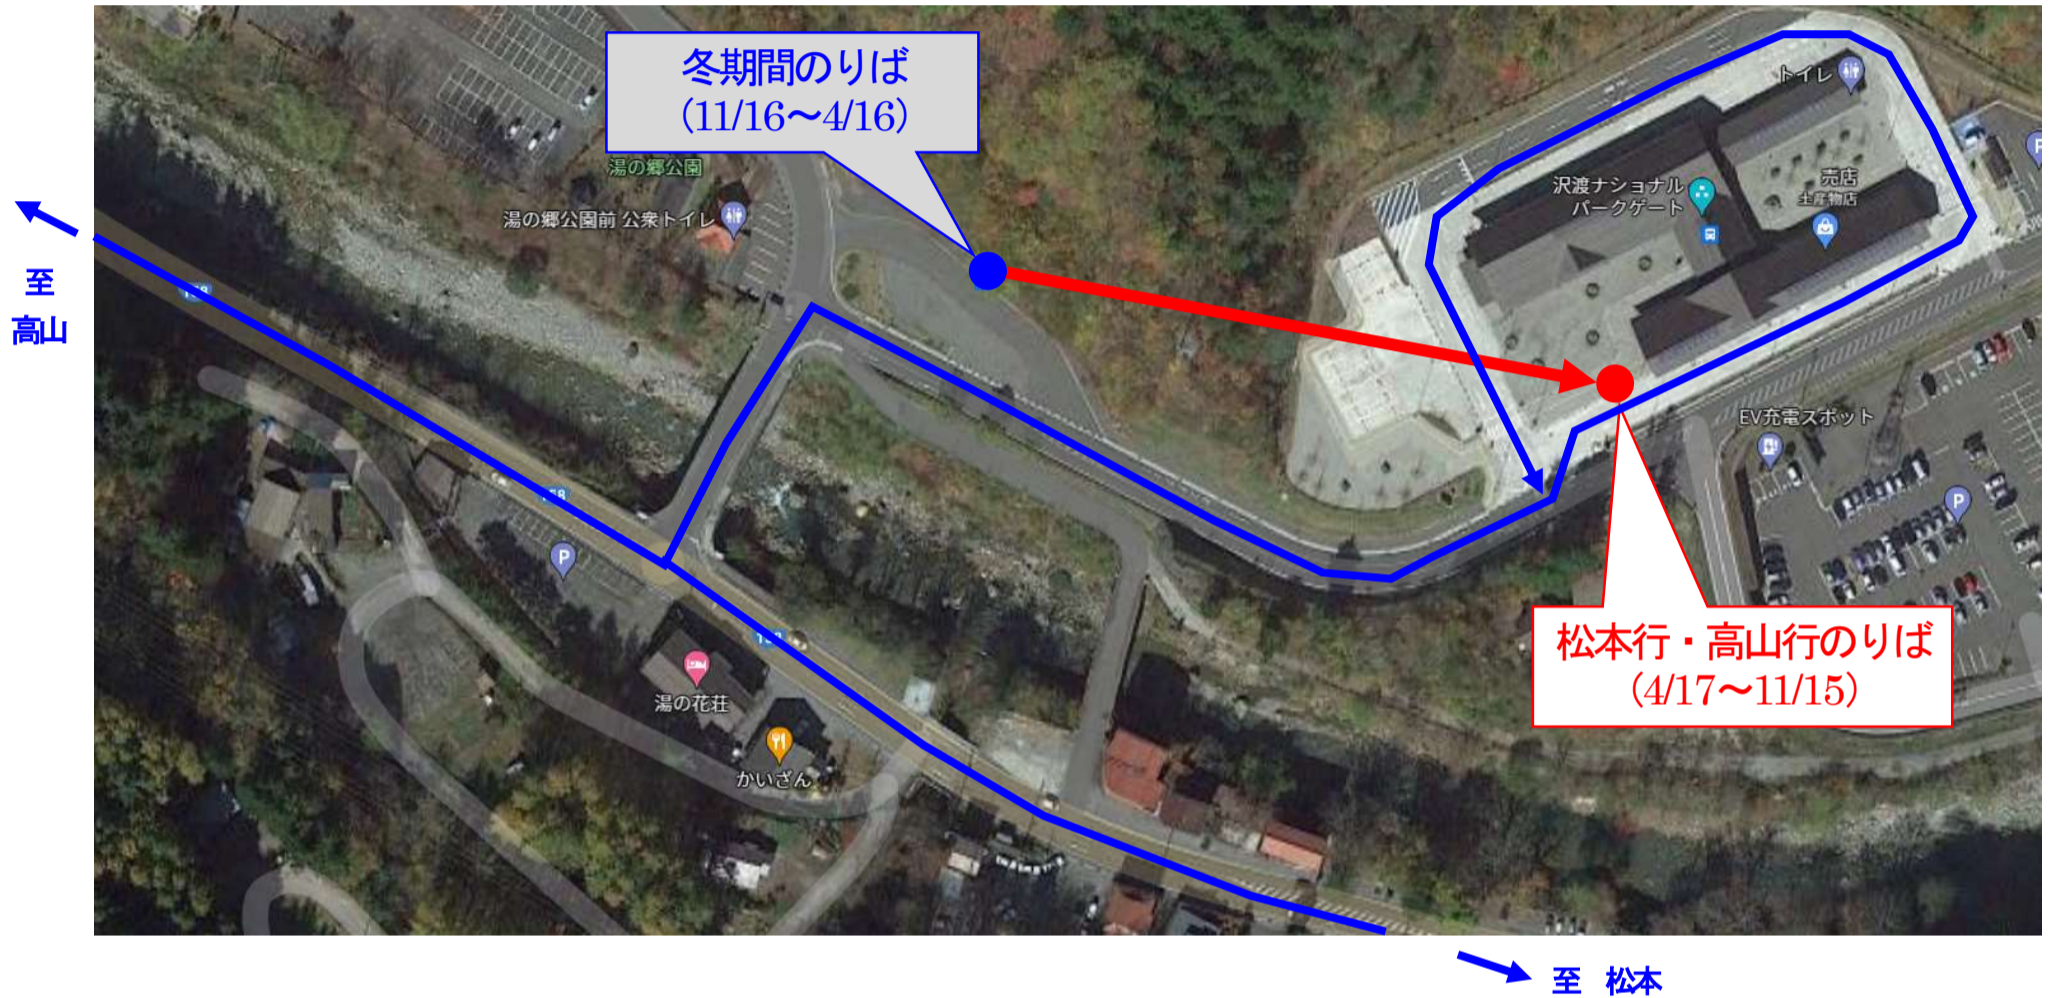 冬期間のりば
（11/16～4/16）
トイレ
湯の郷公園
沢渡ナショナル
パークゲート
売店
土産物店
湯の郷公園前 公衆トイレ
P
至
高山
158
EV充電スポット
158
P
P
松本行・高山行のりば
（4/17～11/15）
158
湯の花荘
かいざん
至 松本